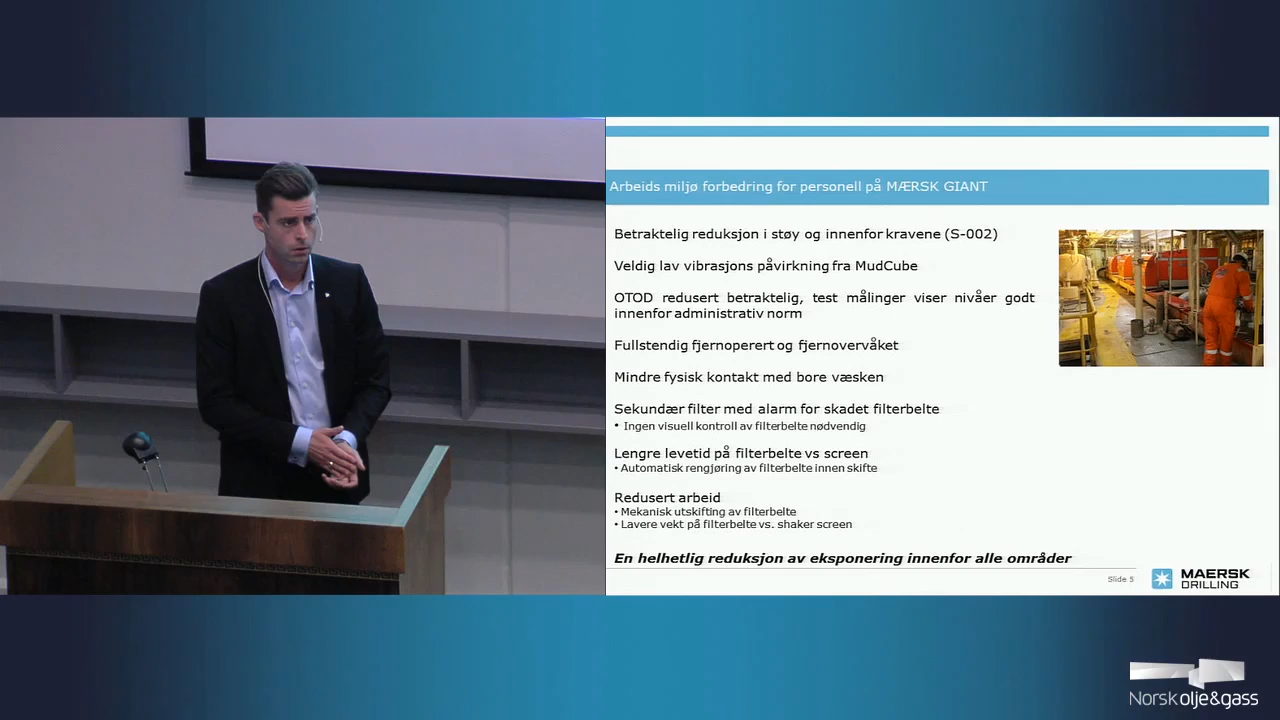 Arbeids miljø forbedring for personell på MÆRSK GIANT
Betraktelig reduksjon i støy og innenfor kravene (S-002)
Veldig lav vibrasjons påvirkning fra MudCube
OTOD redusert betraktelig, test målinger viser nivåer godt
innenfor administrativ norm
Fullstendig fjernoperert og fjernovervåket
Mindre fysisk kontakt med bore væsken
Sekundær filter med alarm for skadet filterbelte
• Ingen visuell kontroll av filterbelte nødvendig
Lengre levetid på filterbelte vs screen
• Automatisk rengjøring av filterbelte innen skifte
Redusert arbeid
• Mekanisk utskifting av filterbelte
• Lavere vekt på filterbelte vs. shaker screen
En helhetlig reduksjon av eksponering innenfor alle områder
Slide 5
MAERSK
DRILLING
Norsk olje&gass